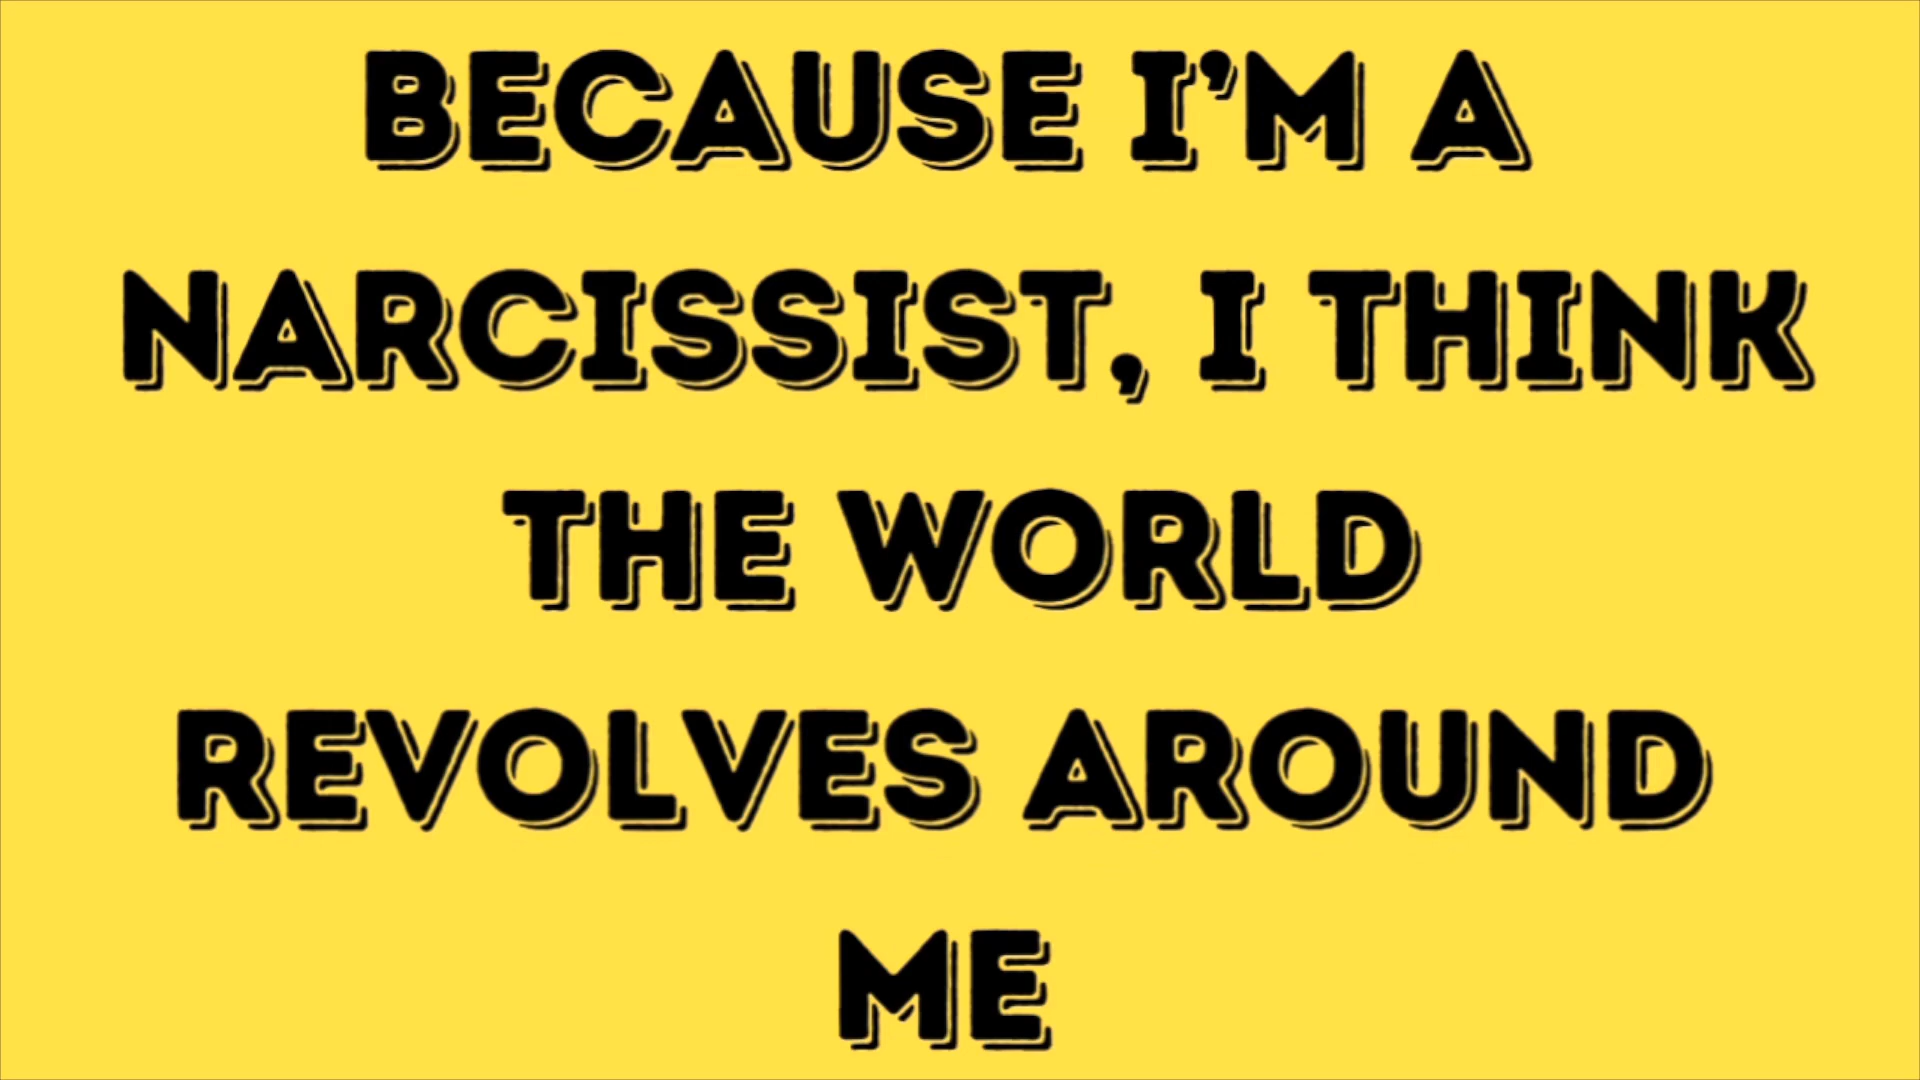 BECAUSE I'M A
NARCISSIST, I THINK
THE WORLD
REVOLVES AROUND
ME